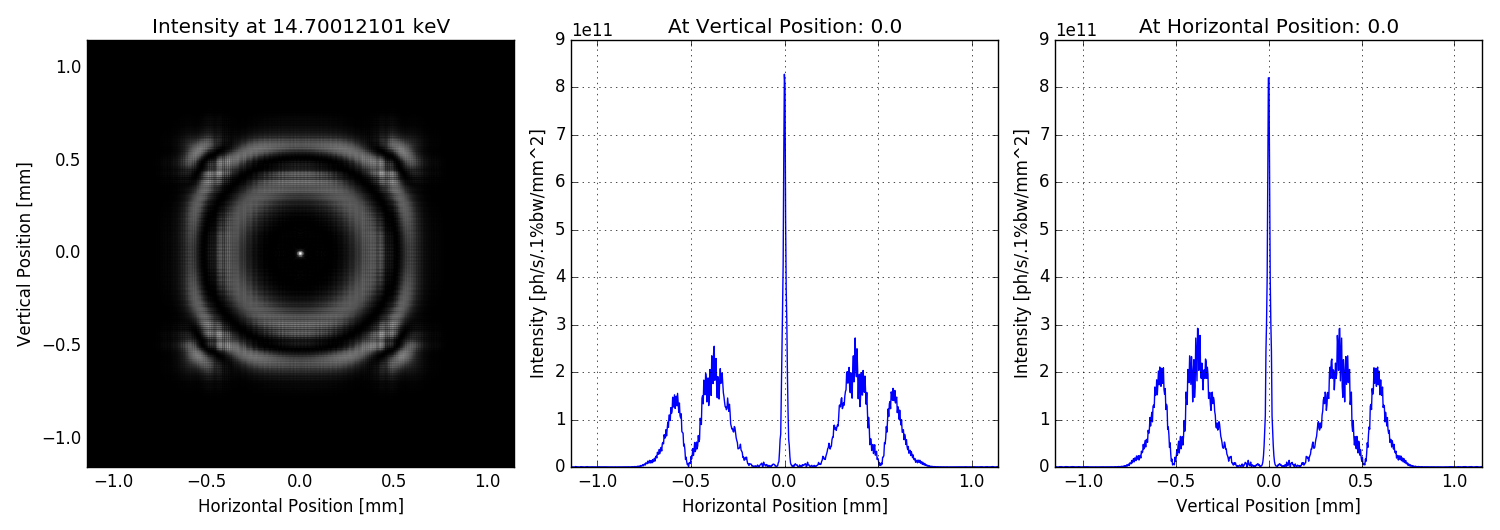 Intensity at 14.70012101 keV
1.0
0.5
0.0
−0.5
−1.0
Vertical Position [mm]
−1.0 −0.5 0.0 0.5 1.0
Horizontal Position [mm]
At Vertical Position: 0.0
1e11
9
8
7
6
5
4
3
2
1
0
Intensity [ph/s/.1%bw/mm^2]
−1.0 −0.5 0.0 0.5 1.0
Horizontal Position [mm]
At Horizontal Position: 0.0
1e11
9
8
7
6
5
4
3
2
1
0
Intensity [ph/s/.1%bw/mm^2]
−1.0 −0.5 0.0 0.5 1.0
Vertical Position [mm]